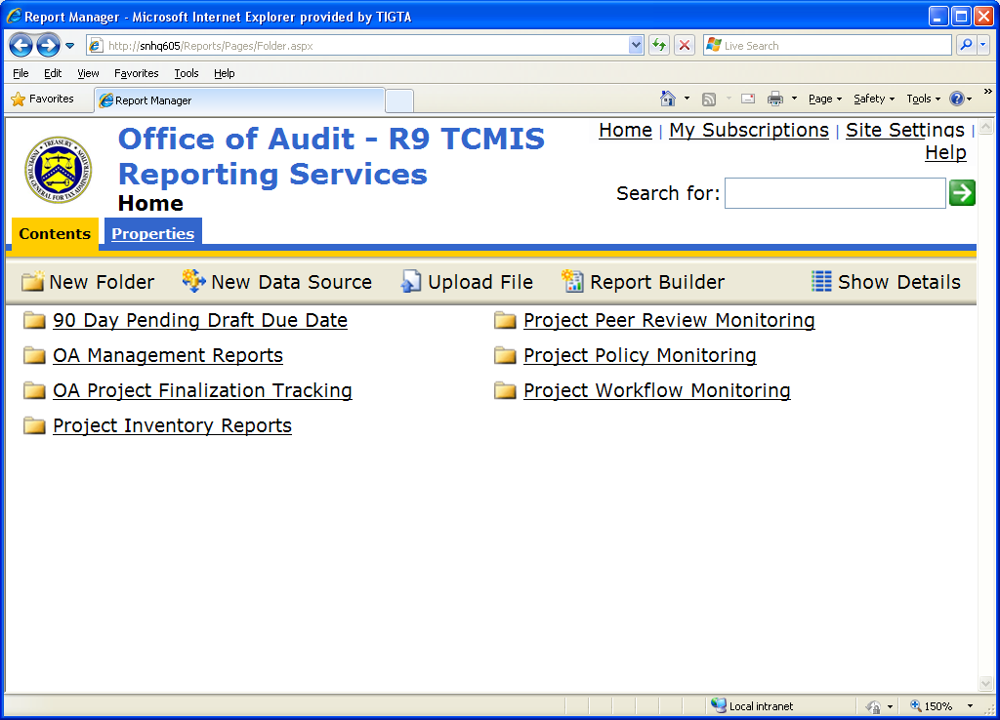 Report Manager - Microsoft Internet Explorer provided by TIGTA
http://snhq605/Reports/Pages/Folder.aspx
Live Search
File Edit View Favorites Tools Help
Favorites
Report Manager
Page Safety Tools
Office of Audit - R9 TCMIS
Reporting Services
Home
Home | My Subscriptions | Site Settings |
Help
Search for:
Contents Properties
New Folder New Data Source Upload File Report Builder Show Details
90 Day Pending Draft Due Date
OA Management Reports
OA Project Finalization Tracking
Project Inventory Reports
Project Peer Review Monitoring
Project Policy Monitoring
Project Workflow Monitoring
Local intranet
150%